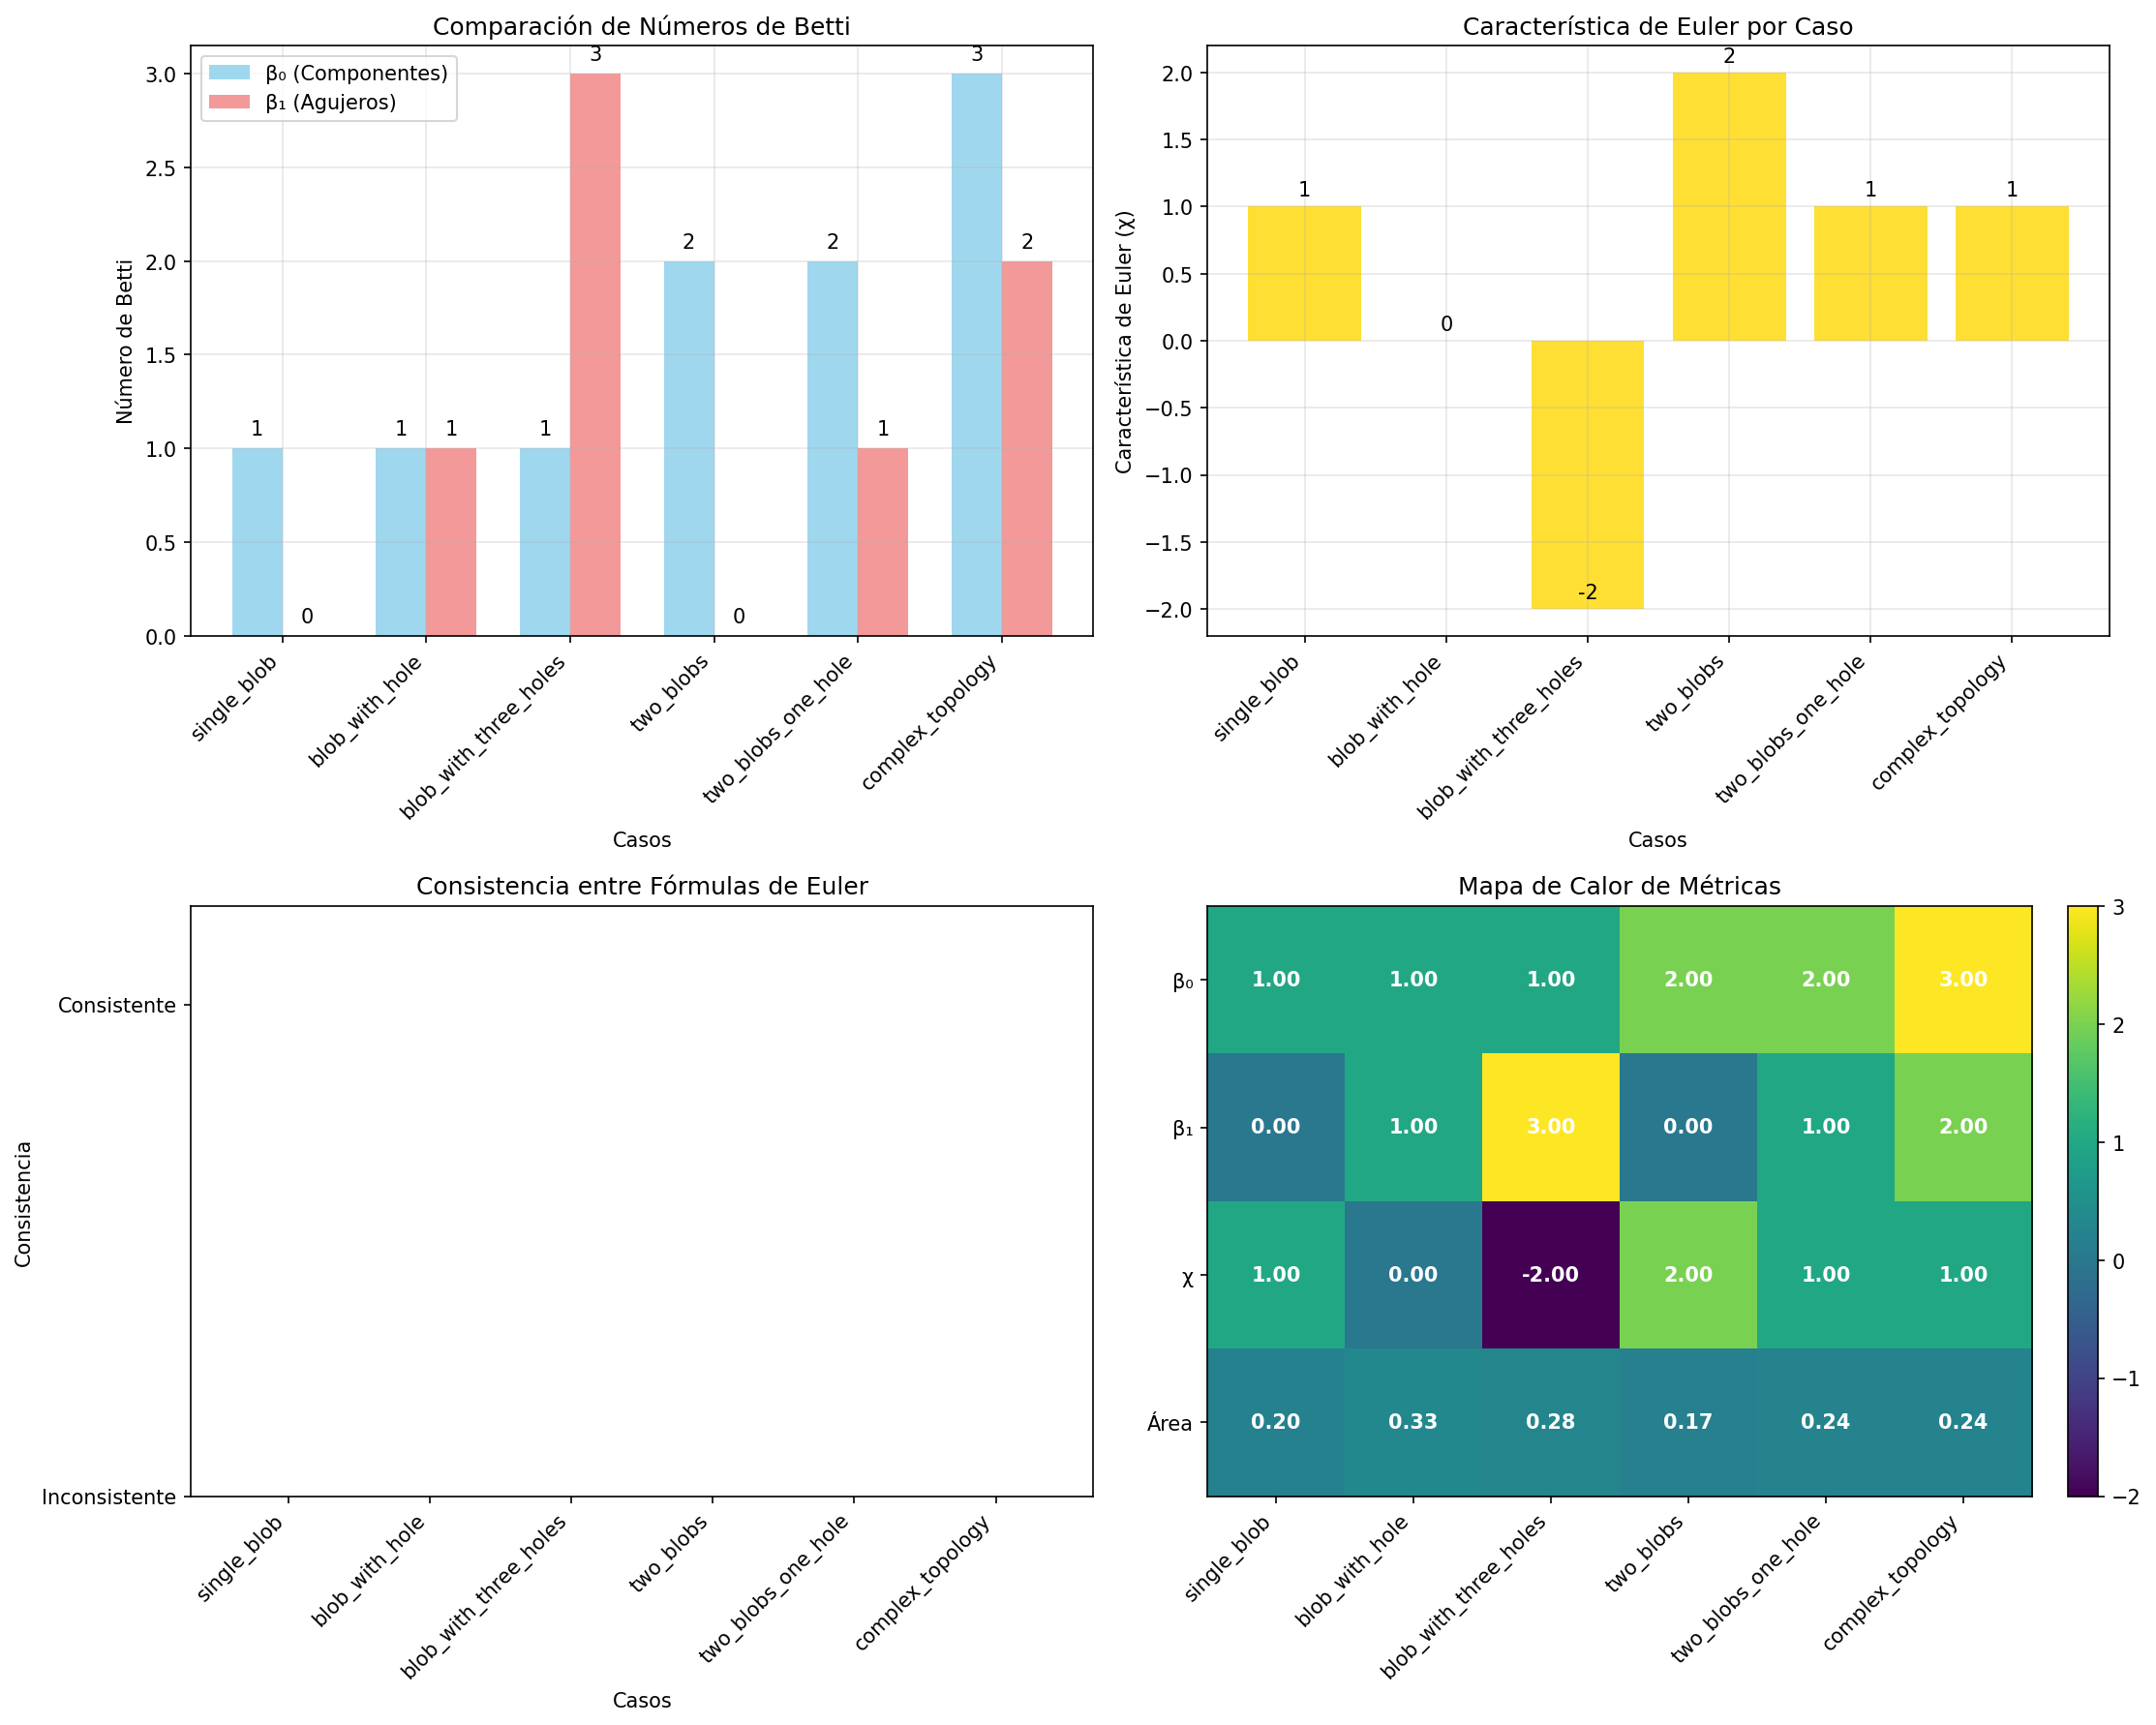 Comparación de Números de Betti
β₀ (Componentes)
β₁ (Agujeros)
Número de Betti
3.0
2.5
2.0
1.5
1.0
0.5
0.0
1
0
1
1
1
3
2
0
2
1
3
2
single_blob
blob_with_hole
blob_with_three_holes
two_blobs
two_blobs_one_hole
complex_topology
Casos
Característica de Euler por Caso
Característica de Euler (χ)
2.0
1.5
1.0
0.5
0.0
−0.5
−1.0
−1.5
−2.0
1
0
-2
2
1
1
single_blob
blob_with_hole
blob_with_three_holes
two_blobs
two_blobs_one_hole
complex_topology
Casos
Consistencia entre Fórmulas de Euler
Consistencia
Consistente
Inconsistente
single_blob
blob_with_hole
blob_with_three_holes
two_blobs
two_blobs_one_hole
complex_topology
Casos
Mapa de Calor de Métricas
β₀ 1.00 1.00 1.00 2.00 2.00 3.00
β₁ 0.00 1.00 3.00 0.00 1.00 2.00
χ 1.00 0.00 -2.00 2.00 1.00 1.00
Área 0.20 0.33 0.28 0.17 0.24 0.24
single_blob
blob_with_hole
blob_with_three_holes
two_blobs
two_blobs_one_hole
complex_topology
3
2
1
0
−1
−2